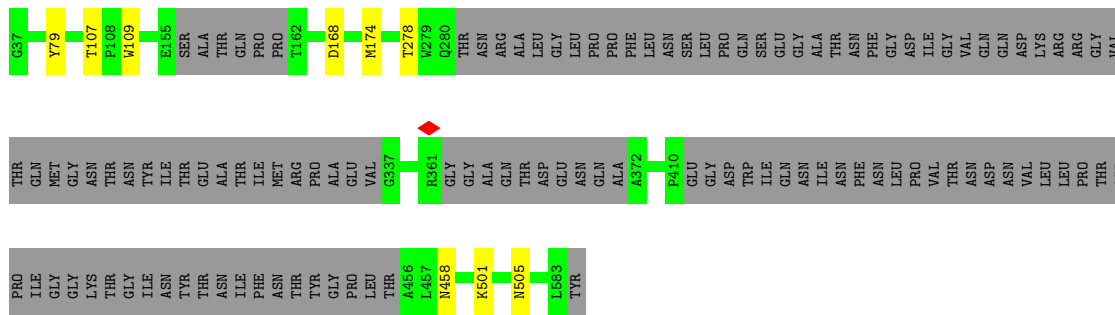 G37 Y79 T107 P108 W109 E155 SER ALA THR GLN PRO PRO T162 D168 M174 T278 W279 Q280 THR ASN ARG ALA LEU GLY LEU PRO PRO PHE LEU ASN SER LEU PRO GLN SER GLU GLY ALA THR ASN PHE GLY ASP ILE GLY VAL GLN GLN ASP LYS ARG ARG GLY VAL
THR GLN MET GLY ASN THR ASN TYR ILE THR GLU ALA THR ILE MET ARG PRO ALA GLU VAL G337 R361 GLY GLY ALA GLN THR ASP GLU ASN GLN ALA A372 P410 GLU GLY ASP TRP ILE GLN ASN ILE ASN PHE ASN LEU PRO VAL THR ASN ASP ASN VAL LEU LEU PRO THR
PRO ILE GLY GLY LYS THR GLY ILE ASN TYR THR ASN ILE PHE ASN THR TYR GLY PRO LEU THR A456 L457 N458 K501 N505 L583 TYR